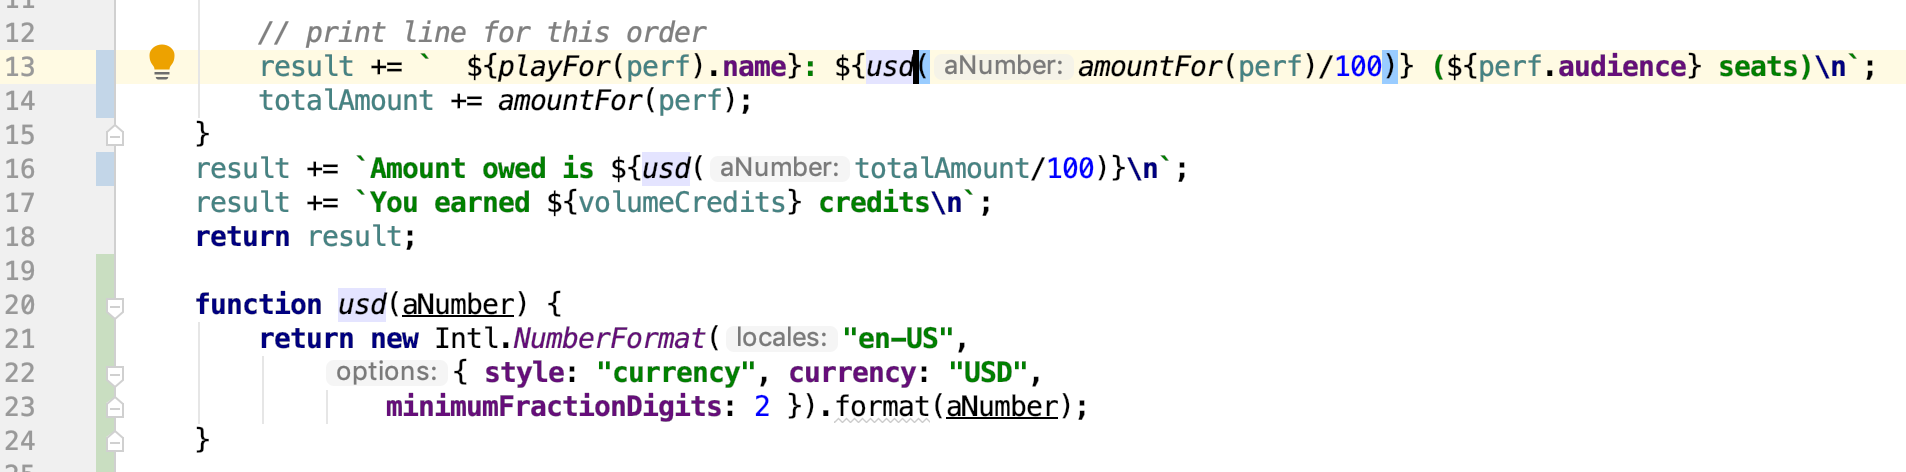 12 // print line for this order
13 result += `  ${playFor(perf).name}: ${usd( aNumber: amountFor(perf)/100)} (${perf.audience} seats)\n`;
14 totalAmount += amountFor(perf);
15 }
16 result += `Amount owed is ${usd( aNumber: totalAmount/100)}\n`;
17 result += `You earned ${volumeCredits} credits\n`;
18 return result;
19
20 function usd(aNumber) {
21 return new Intl.NumberFormat( locales: "en-US",
22 options: { style: "currency", currency: "USD",
23 minimumFractionDigits: 2 }).format(aNumber);
24 }